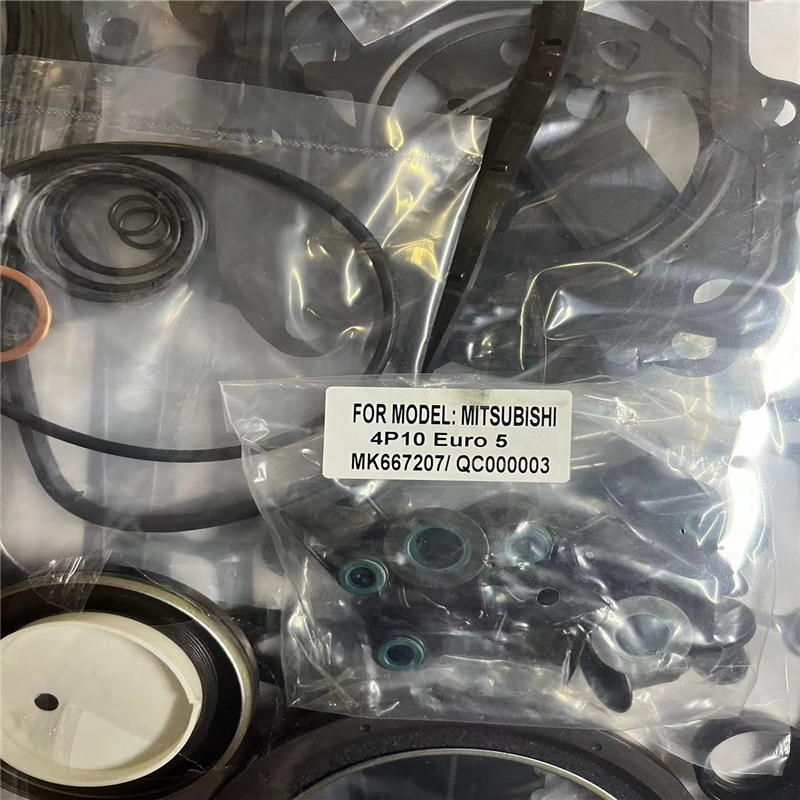 FOR MODEL: MITSUBISHI
4P10 Euro 5
MK667207/ QC000003